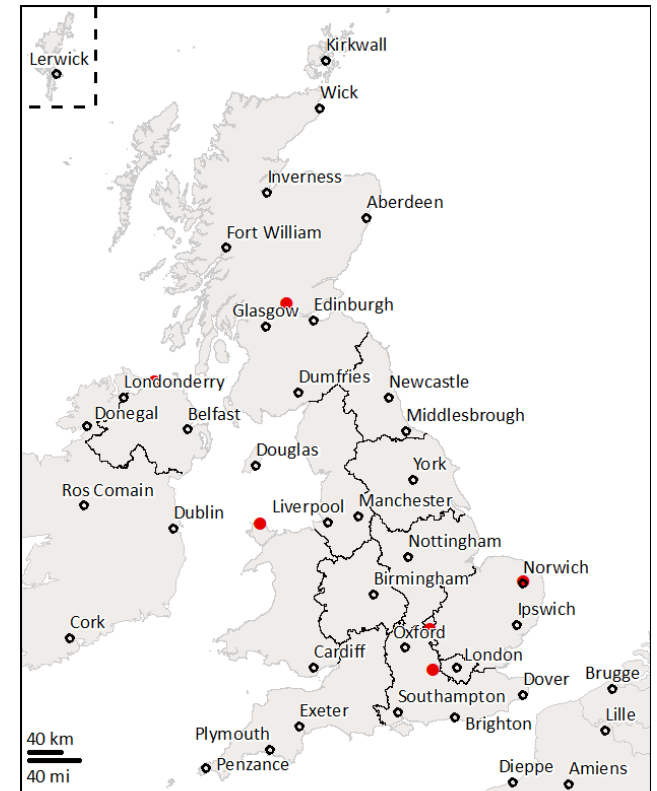 Kirkwall
Lerwick
Wick
Inverness
Aberdeen
Fort William
Glasgow
Edinburgh
Dumfries
Londonderry
Newcastle
Donegal
Belfast
Middlesbrough
Douglas
York
Ros Comain
Liverpool
Manchester
Dublin
Nottingham
Norwich
Birmingham
Ipswich
Cork
Oxford
Cardiff
London
Dover
Brugge
Southampton
Exeter
Lille
Brighton
Plymouth
40 km
Penzance
Dieppe
Amiens
40 mi